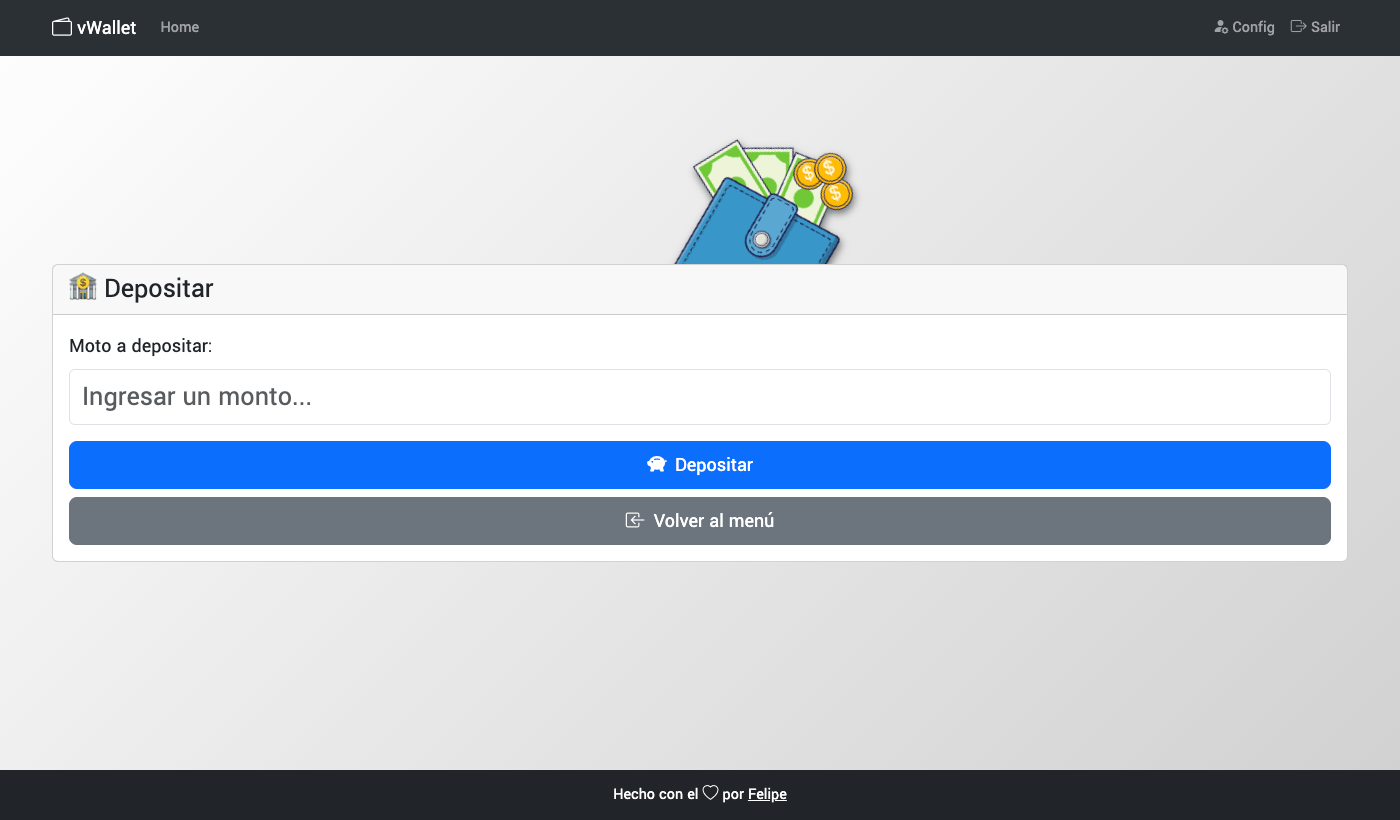 vWallet Home Config Salir
Depositar
Moto a depositar:
Ingresar un monto...
Depositar
Volver al menú
Hecho con el por Felipe